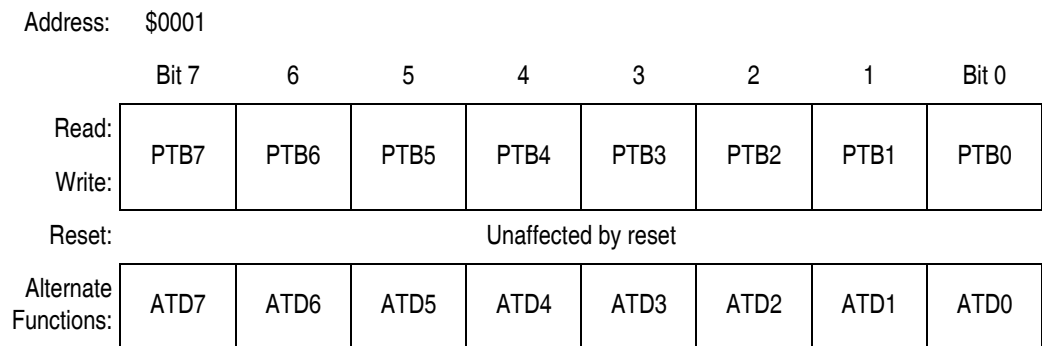 Address: $0001
Bit 7 6 5 4 3 2 1 Bit 0
Read:
PTB7 PTB6 PTB5 PTB4 PTB3 PTB2 PTB1 PTB0
Write:
Reset: Unaffected by reset
Alternate
Functions: ATD7 ATD6 ATD5 ATD4 ATD3 ATD2 ATD1 ATD0